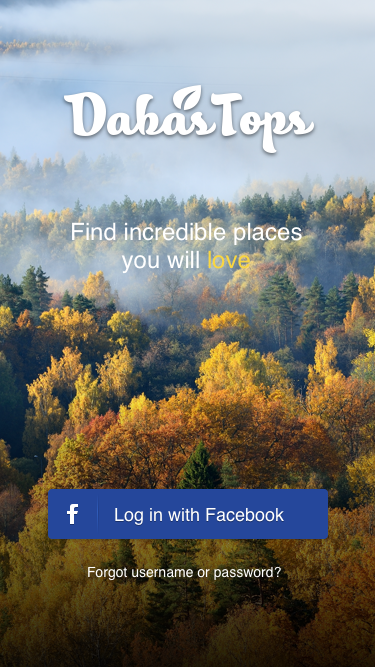 DabasTops
Find incredible places
you will love
f Log in with Facebook
Forgot username or password?